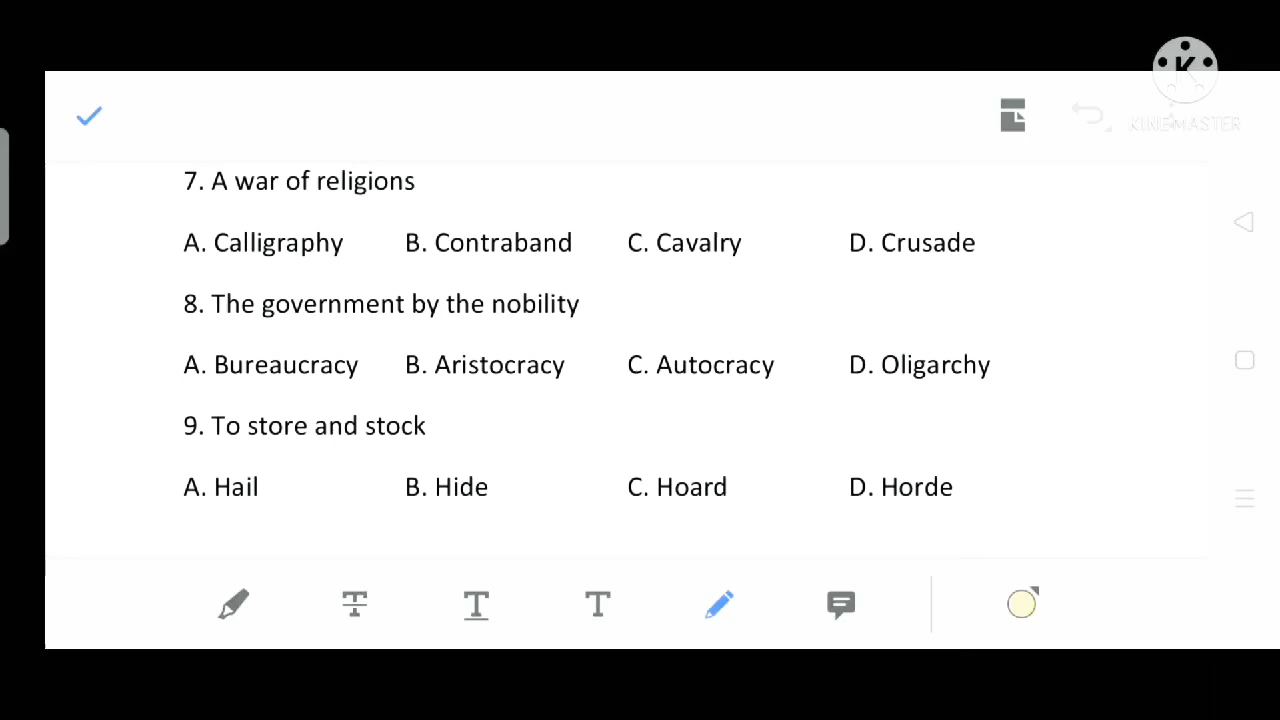 K
KINEMASTER
7. A war of religions
A. Calligraphy B. Contraband C. Cavalry D. Crusade
8. The government by the nobility
A. Bureaucracy B. Aristocracy C. Autocracy D. Oligarchy
9. To store and stock
A. Hail B. Hide C. Hoard D. Horde
T T T